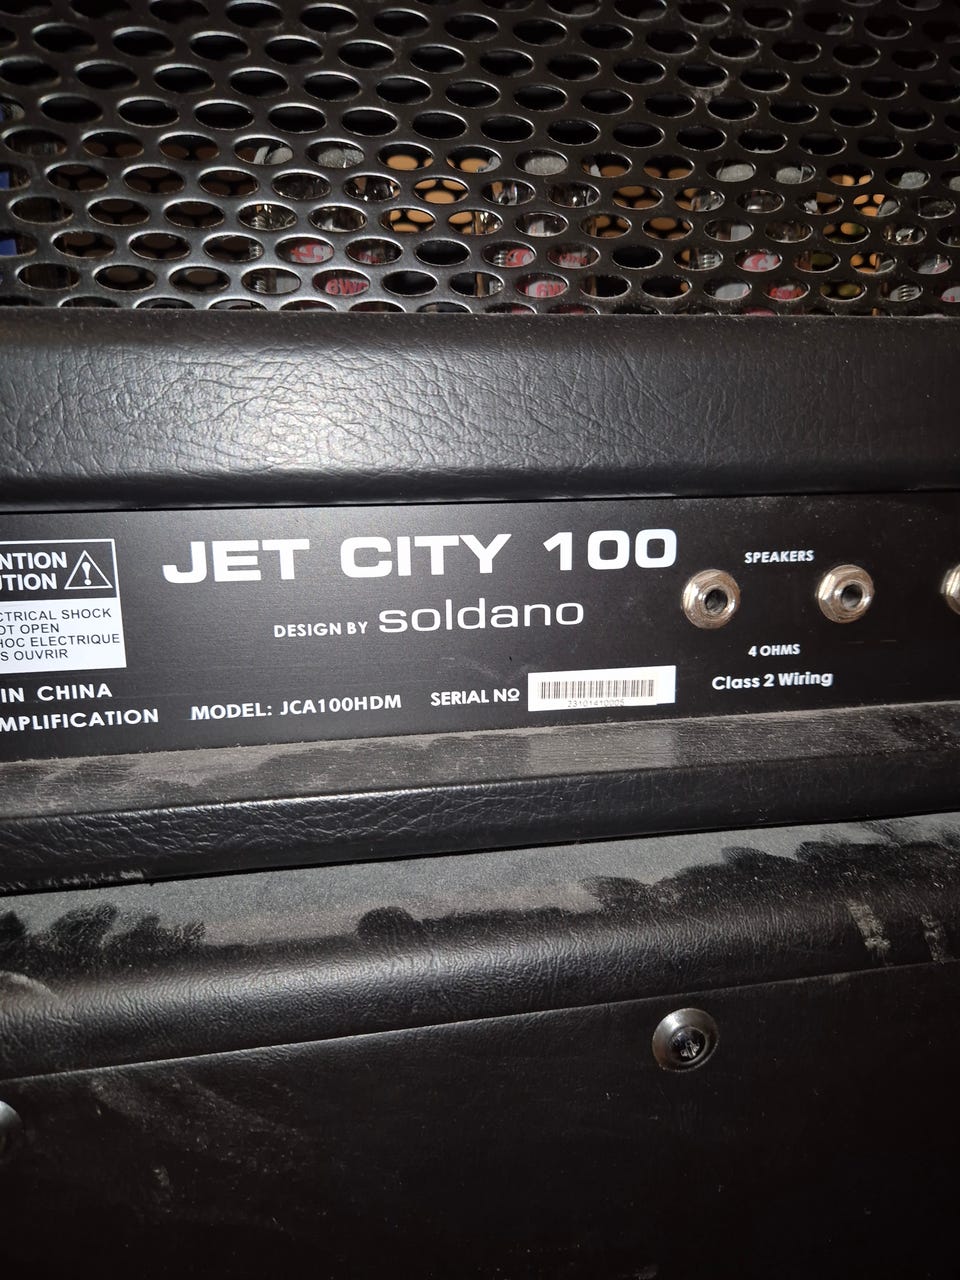 NTION
UTION
CTRICAL SHOCK
OT OPEN
HOC ELECTRIQUE
S OUVRIR
IN CHINA
MPLIFICATION
JET CITY 100
DESIGN BY soldano
MODEL: JCA100HDM
SERIAL Nº
SPEAKERS
4 OHMS
Class 2 Wiring